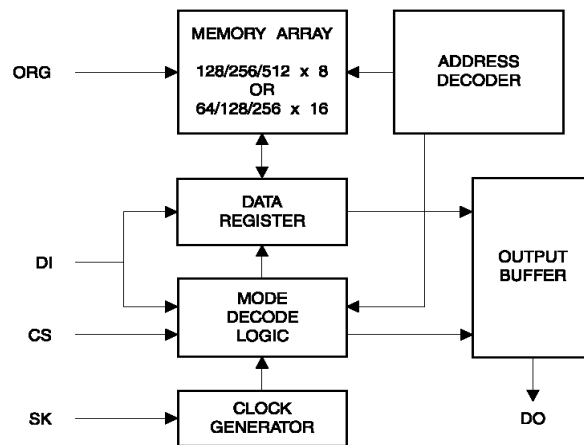 MEMORY ARRAY
128/256/512 x 8
OR
64/128/256 x 16
ADDRESS
DECODER
ORG
DATA
REGISTER
DI
OUTPUT
BUFFER
MODE
DECODE
LOGIC
CS
CLOCK
GENERATOR
SK
DO